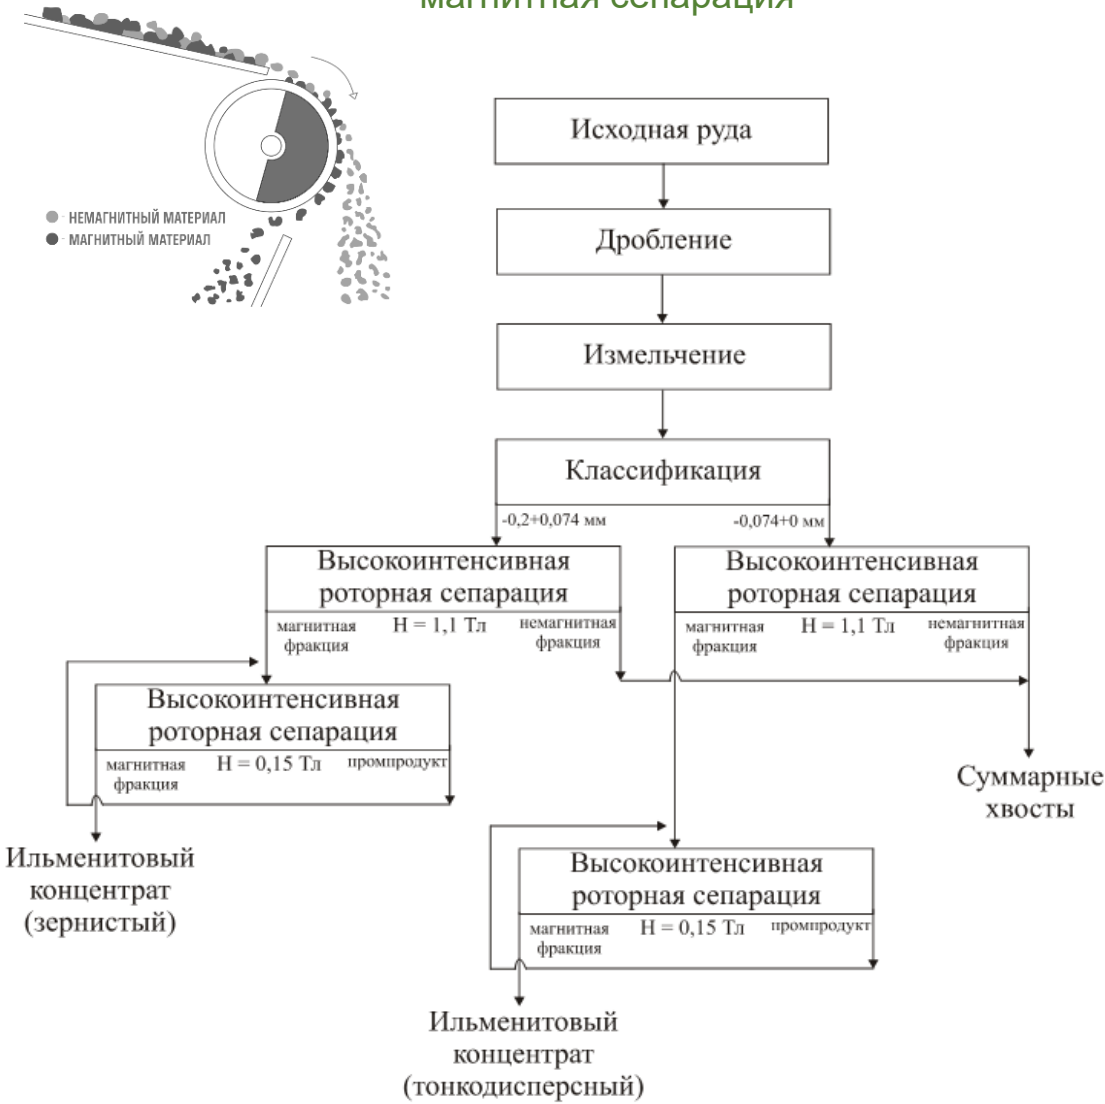 магнитная сепарация
НЕМАГНИТНЫЙ МАТЕРИАЛ
МАГНИТНЫЙ МАТЕРИАЛ
Исходная руда
Дробление
Измельчение
Классификация
-0,2+0,074 мм
-0,074+0 мм
Высокоинтенсивная
роторная сепарация
магнитная
фракция
H = 1,1 Тл
немагнитная
фракция
Высокоинтенсивная
роторная сепарация
магнитная
фракция
H = 1,1 Тл
немагнитная
фракция
Высокоинтенсивная
роторная сепарация
магнитная
фракция
H = 0,15 Тл
промпродукт
Суммарные
хвосты
Ильменитовый
концентрат
(зернистый)
Высокоинтенсивная
роторная сепарация
магнитная
фракция
H = 0,15 Тл
промпродукт
Ильменитовый
концентрат
(тонкодисперсный)